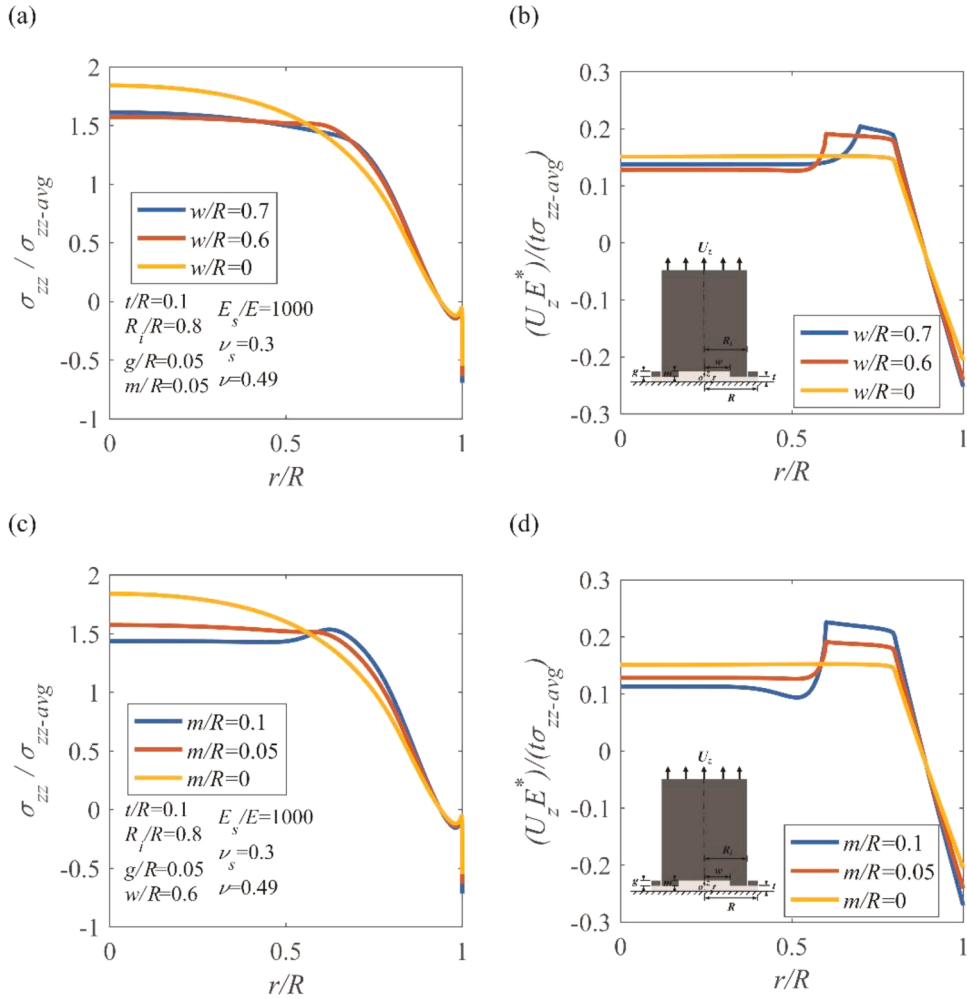 (a)
2
1.5
1
0.5
0
-0.5
-1
σzz / σzz-avg
w/R=0.7
w/R=0.6
w/R=0
t/R=0.1
Ri/R=0.8
g/R=0.05
m/R=0.05
Es/E=1000
νs=0.3
ν=0.49
0
0.5
1
r/R
(b)
0.3
0.2
0.1
0
-0.1
-0.2
-0.3
(UzE*)/(tσzz-avg)
Uz
Ri
w
g
m
z
o
r
t
R
w/R=0.7
w/R=0.6
w/R=0
0
0.5
1
r/R
(c)
2
1.5
1
0.5
0
-0.5
-1
σzz / σzz-avg
m/R=0.1
m/R=0.05
m/R=0
t/R=0.1
Ri/R=0.8
g/R=0.05
w/R=0.6
Es/E=1000
νs=0.3
ν=0.49
0
0.5
1
r/R
(d)
0.3
0.2
0.1
0
-0.1
-0.2
-0.3
(UzE*)/(tσzz-avg)
Uz
Ri
w
g
m
z
o
r
t
R
m/R=0.1
m/R=0.05
m/R=0
0
0.5
1
r/R